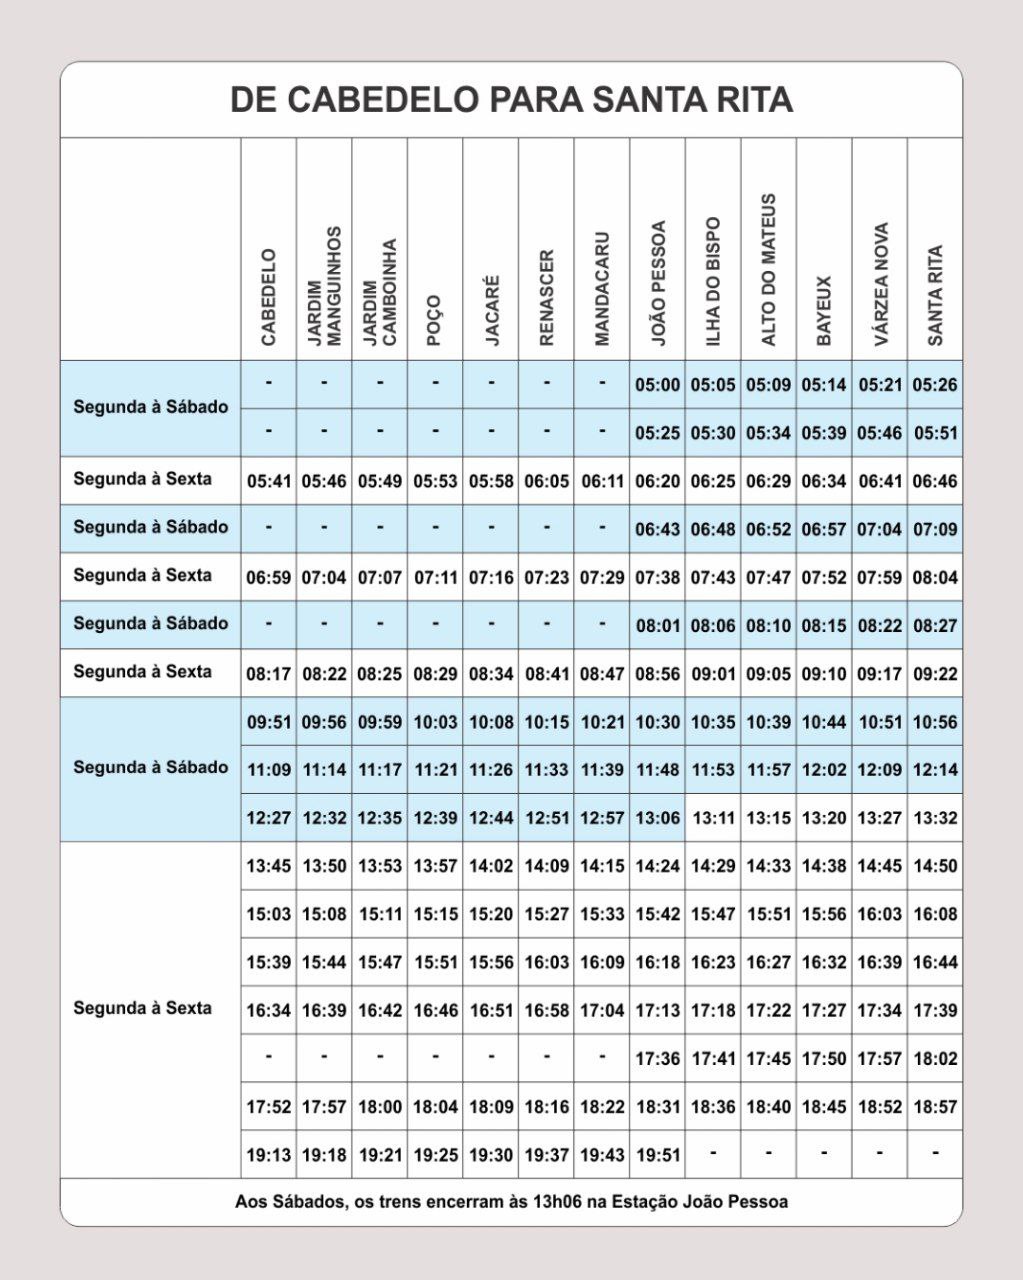 DE CABEDELO PARA SANTA RITA
CABEDELO
JARDIM
MANGUINHOS
JARDIM
CAMBOINHA
POÇO
JACARÉ
RENASCER
MANDACARU
JOÃO PESSOA
ILHA DO BISPO
ALTO DO MATEUS
BAYEUX
VÁRZEA NOVA
SANTA RITA
Segunda à Sábado
- - - - - - - 05:00 05:05 05:09 05:14 05:21 05:26
- - - - - - - 05:25 05:30 05:34 05:39 05:46 05:51
Segunda à Sexta 05:41 05:46 05:49 05:53 05:58 06:05 06:11 06:20 06:25 06:29 06:34 06:41 06:46
Segunda à Sábado - - - - - - - 06:43 06:48 06:52 06:57 07:04 07:09
Segunda à Sexta 06:59 07:04 07:07 07:11 07:16 07:23 07:29 07:38 07:43 07:47 07:52 07:59 08:04
Segunda à Sábado - - - - - - - 08:01 08:06 08:10 08:15 08:22 08:27
Segunda à Sexta 08:17 08:22 08:25 08:29 08:34 08:41 08:47 08:56 09:01 09:05 09:10 09:17 09:22
Segunda à Sábado
09:51 09:56 09:59 10:03 10:08 10:15 10:21 10:30 10:35 10:39 10:44 10:51 10:56
11:09 11:14 11:17 11:21 11:26 11:33 11:39 11:48 11:53 11:57 12:02 12:09 12:14
12:27 12:32 12:35 12:39 12:44 12:51 12:57 13:06 13:11 13:15 13:20 13:27 13:32
Segunda à Sexta
13:45 13:50 13:53 13:57 14:02 14:09 14:15 14:24 14:29 14:33 14:38 14:45 14:50
15:03 15:08 15:11 15:15 15:20 15:27 15:33 15:42 15:47 15:51 15:56 16:03 16:08
15:39 15:44 15:47 15:51 15:56 16:03 16:09 16:18 16:23 16:27 16:32 16:39 16:44
16:34 16:39 16:42 16:46 16:51 16:58 17:04 17:13 17:18 17:22 17:27 17:34 17:39
- - - - - - - 17:36 17:41 17:45 17:50 17:57 18:02
17:52 17:57 18:00 18:04 18:09 18:16 18:22 18:31 18:36 18:40 18:45 18:52 18:57
19:13 19:18 19:21 19:25 19:30 19:37 19:43 19:51 - - - - -
Aos Sábados, os trens encerram às 13h06 na Estação João Pessoa